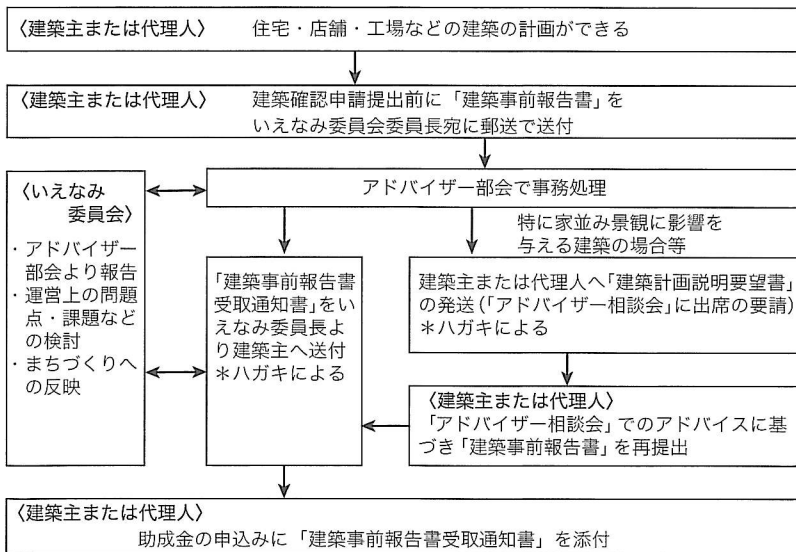 〈建築主または代理人〉 住宅・店舗・工場などの建築の計画ができる
〈建築主または代理人〉 建築確認申請提出前に「建築事前報告書」を
いえなみ委員会委員長宛に郵送で送付
アドバイザー部会で事務処理
〈いえなみ
委員会〉
・アドバイザー
部会より報告
・運営上の問題
点・課題など
の検討
・まちづくりへ
の反映
特に家並み景観に影響を
与える建築の場合等
「建築事前報告書
受取通知書」をい
えなみ委員長よ
り建築主へ送付
＊ハガキによる
建築主または代理人へ「建築計画説明要望書」
の発送（「アドバイザー相談会」に出席の要請）
＊ハガキによる
〈建築主または代理人〉
「アドバイザー相談会」でのアドバイスに基
づき「建築事前報告書」を再提出
〈建築主または代理人〉
助成金の申込みに「建築事前報告書受取通知書」を添付